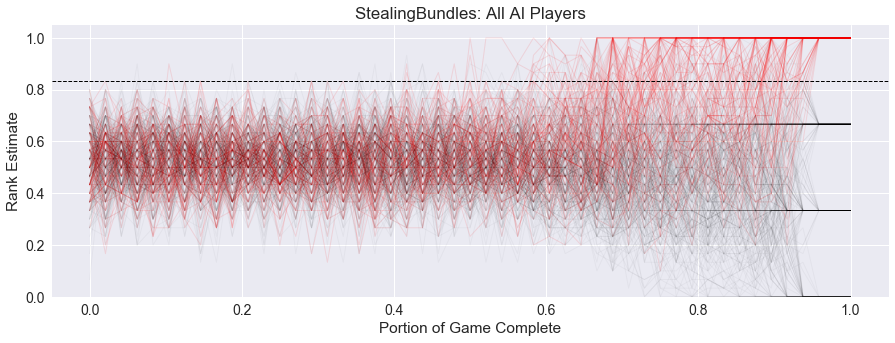 StealingBundles: All AI Players
1.0
0.8
0.6
0.4
0.2
0.0
Rank Estimate
0.0 0.2 0.4 0.6 0.8 1.0
Portion of Game Complete